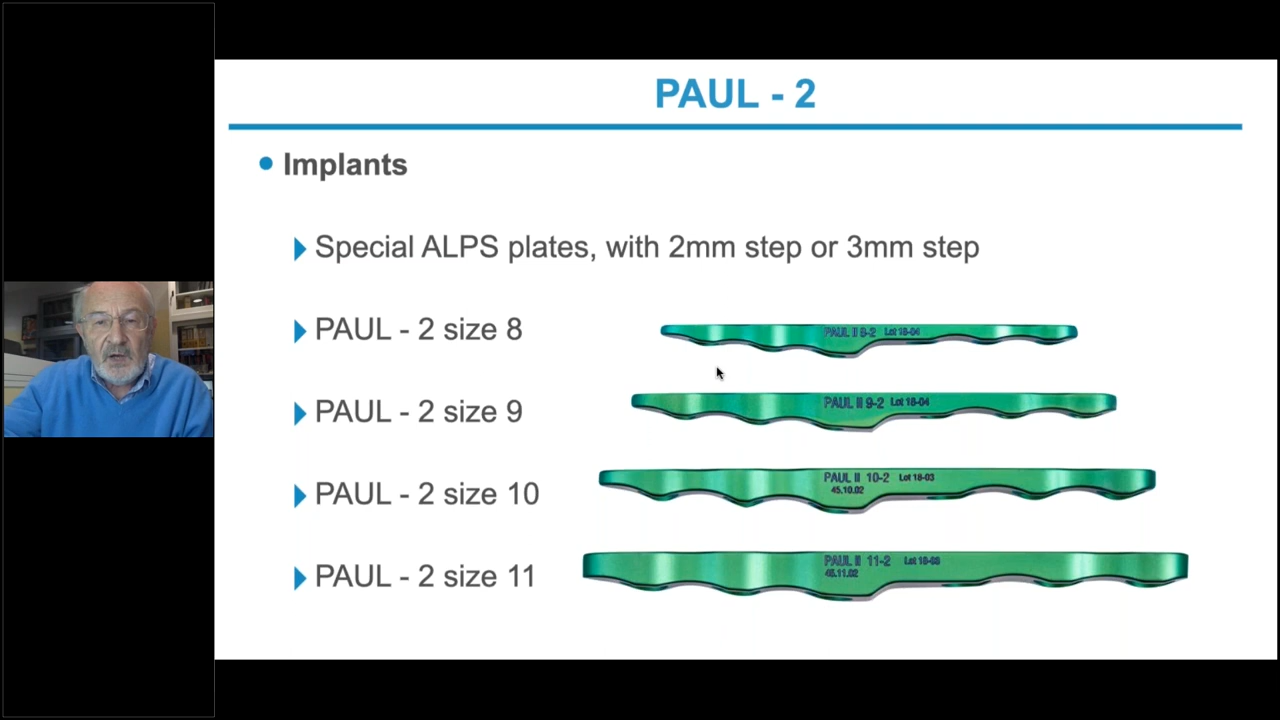 PAUL - 2
Implants
Special ALPS plates, with 2mm step or 3mm step
PAUL - 2 size 8
PAUL II 8-2 Lot 18-04
PAUL - 2 size 9
PAUL II 9-2 Lot 18-04
PAUL - 2 size 10
PAUL II 10-2 Lot 18-03
45.10.02
PAUL - 2 size 11
PAUL II 11-2
45.11.02